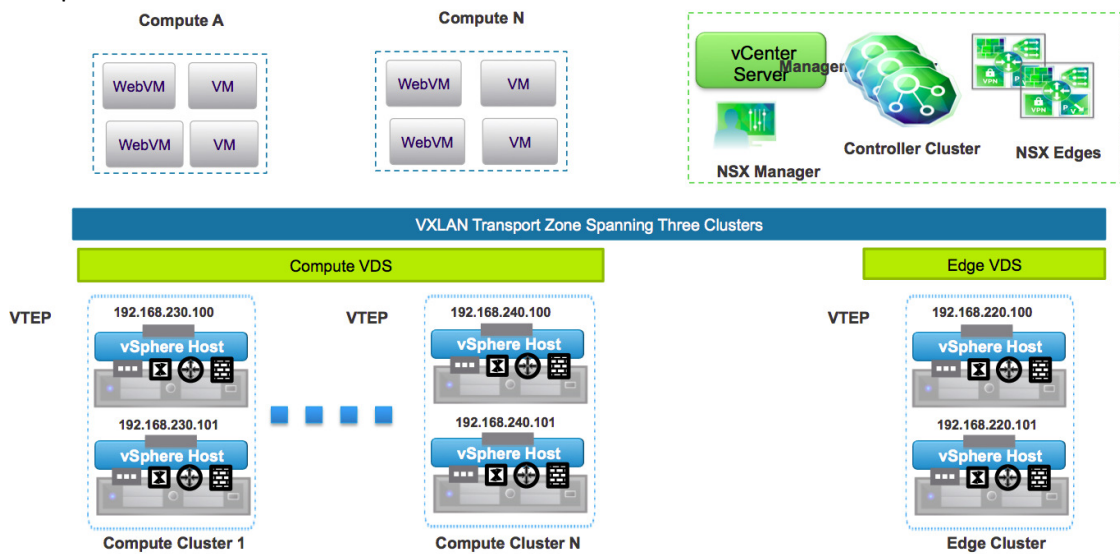 Compute A
Compute N
WebVM
VM
WebVM
VM
WebVM
VM
WebVM
VM
vCenter
Server
Manager
VPN
P
V
VPN
P
V
NSX Manager
Controller Cluster
NSX Edges
VXLAN Transport Zone Spanning Three Clusters
Compute VDS
Edge VDS
VTEP
192.168.230.100
vSphere Host
192.168.230.101
vSphere Host
Compute Cluster 1
VTEP
192.168.240.100
vSphere Host
192.168.240.101
vSphere Host
Compute Cluster N
VTEP
192.168.220.100
vSphere Host
192.168.220.101
vSphere Host
Edge Cluster